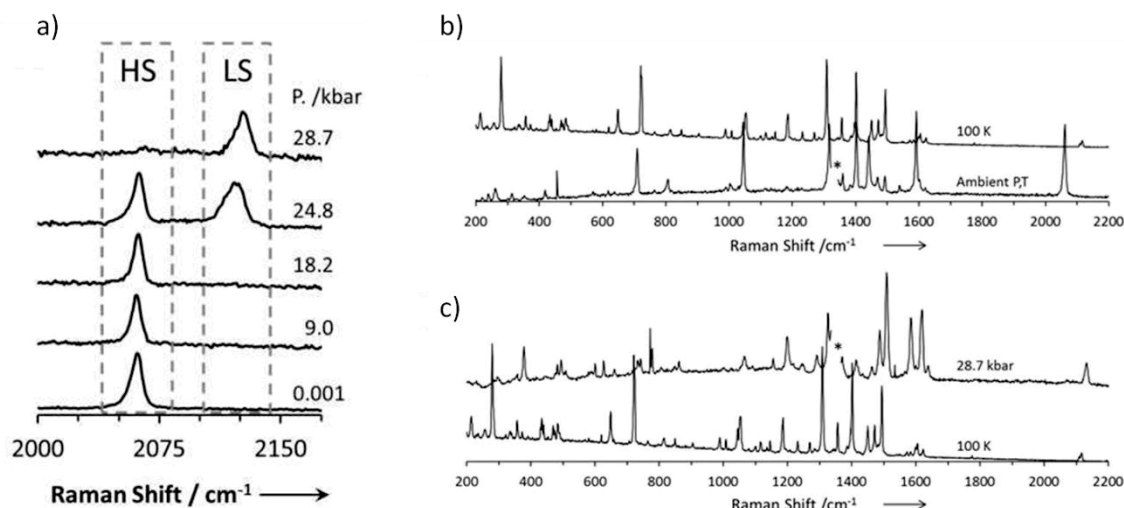 a)
HS LS
P. /kbar
28.7
24.8
18.2
9.0
0.001
2000 2075 2150
Raman Shift / cm-1
b)
100 K
*
Ambient P,T
200 400 600 800 1000 1200 1400 1600 1800 2000 2200
Raman Shift /cm-1
c)
*
28.7 kbar
100 K
200 400 600 800 1000 1200 1400 1600 1800 2000 2200
Raman Shift /cm-1